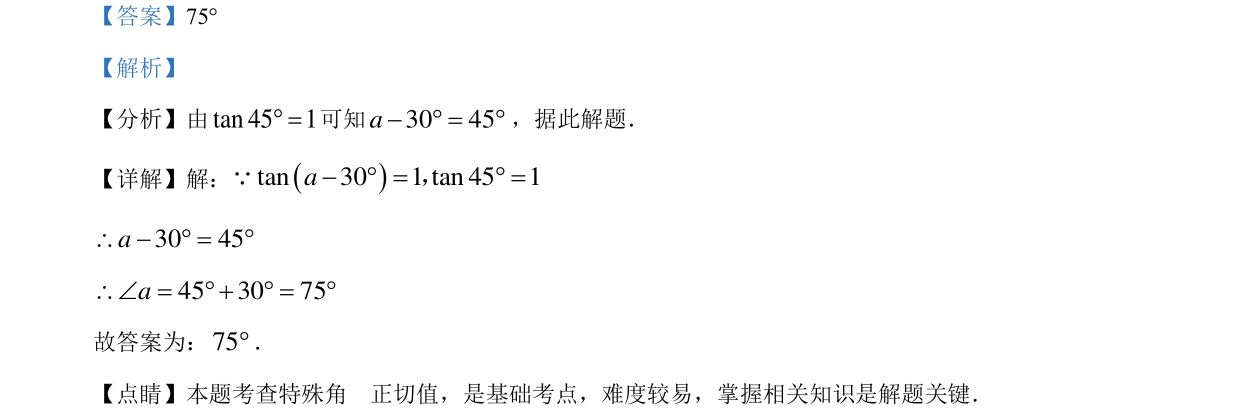 【答案】75°
【解析】
【分析】由 tan 45° = 1 可知 a − 30° = 45° ，据此解题．
【详解】解：∵ tan(a − 30°) = 1,tan 45° = 1
∴ a − 30° = 45°
∴ ∠a = 45° + 30° = 75°
故答案为：75°．
【点睛】本题考查特殊角　正切值，是基础考点，难度较易，掌握相关知识是解题关键．